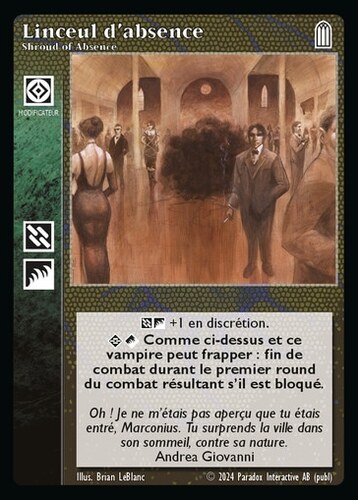 Linceul d'absence
Shroud of Absence
MODIFICATEUR
+1 en discrétion.
Comme ci-dessus et ce
vampire peut frapper : fin de
combat durant le premier round
du combat résultant s'il est bloqué.
Oh ! Je ne m'étais pas aperçu que tu étais
entré, Marconius. Tu surprends la ville dans
son sommeil, contre sa nature.
Andrea Giovanni
Illus. Brian LeBlanc
© 2024 Paradox Interactive AB (publ)